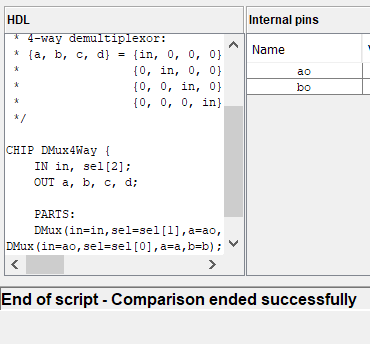 HDL
Internal pins
* 4-way demultiplexor:
* {a, b, c, d} = {in, 0, 0, 0}
* {0, in, 0, 0}
* {0, 0, in, 0}
* {0, 0, 0, in}
*/
CHIP DMux4Way {
IN in, sel[2];
OUT a, b, c, d;
PARTS:
DMux(in=in,sel=sel[1],a=ao,
DMux(in=ao,sel=sel[0],a=a,b=b);
Name
ao
bo
End of script - Comparison ended successfully